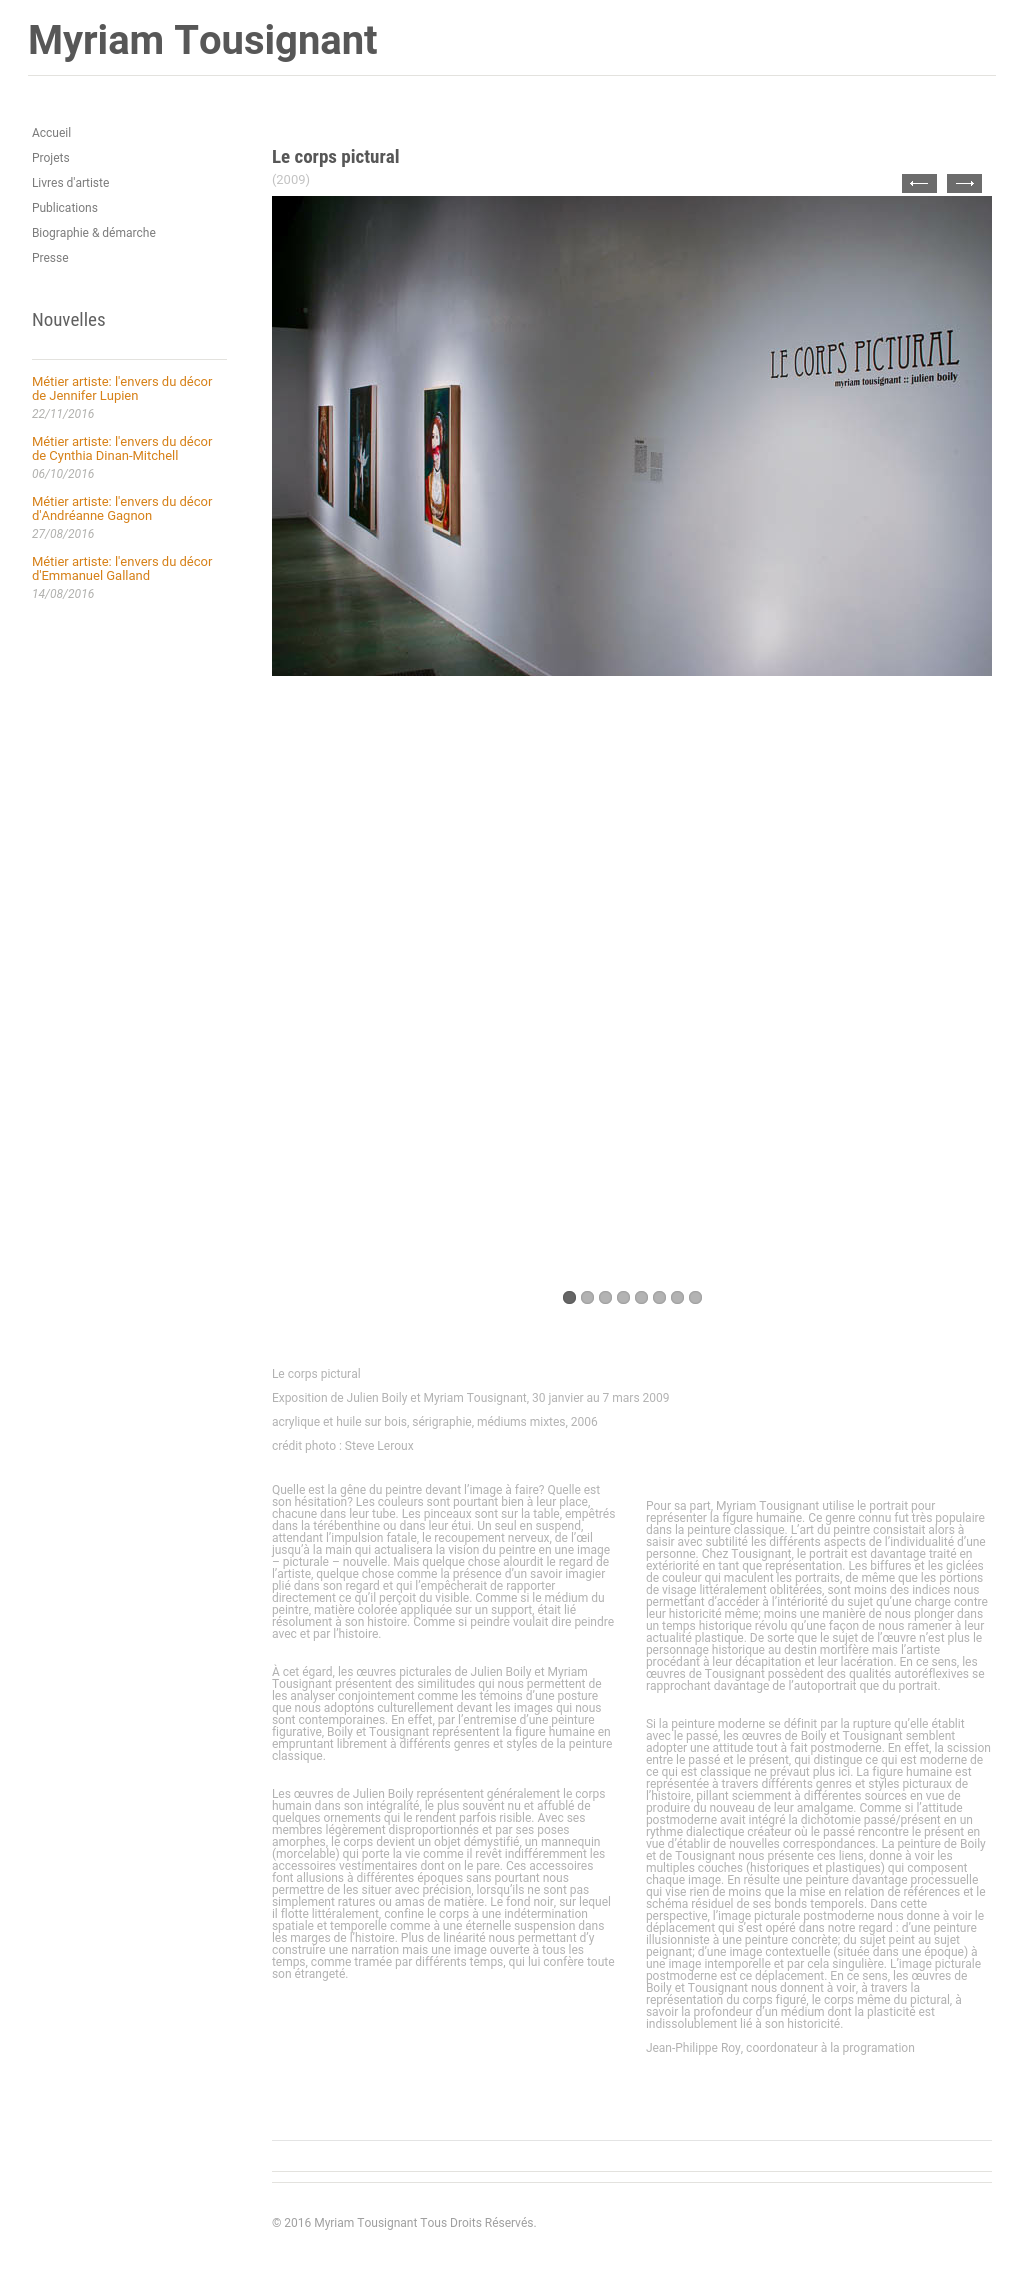 Myriam Tousignant
Accueil
Projets
Livres d'artiste
Publications
Biographie & démarche
Presse
Nouvelles
Métier artiste: l'envers du décor
de Jennifer Lupien
22/11/2016
Métier artiste: l'envers du décor
de Cynthia Dinan-Mitchell
06/10/2016
Métier artiste: l'envers du décor
d'Andréanne Gagnon
27/08/2016
Métier artiste: l'envers du décor
d'Emmanuel Galland
14/08/2016
Le corps pictural
(2009)
LE CORPS PICTURAL
myriam tousignant :: julien boily
Le corps pictural
Exposition de Julien Boily et Myriam Tousignant, 30 janvier au 7 mars 2009
acrylique et huile sur bois, sérigraphie, médiums mixtes, 2006
crédit photo : Steve Leroux
Quelle est la gêne du peintre devant l'image à faire? Quelle est
son hésitation? Les couleurs sont pourtant bien à leur place,
chacune dans leur tube. Les pinceaux sont sur la table, empêtrés
dans la térébenthine ou dans leur étui. Un seul en suspend,
attendant l'impulsion fatale, le recoupement nerveux, de l'œil
jusqu'à la main qui actualisera la vision du peintre en une image
– picturale – nouvelle. Mais quelque chose alourdit le regard de
l'artiste, quelque chose comme la présence d'un savoir imagier
plié dans son regard et qui l'empêcherait de rapporter
directement ce qu'il perçoit du visible. Comme si le médium du
peintre, matière colorée appliquée sur un support, était lié
résolument à son histoire. Comme si peindre voulait dire peindre
avec et par l'histoire.
À cet égard, les œuvres picturales de Julien Boily et Myriam
Tousignant présentent des similitudes qui nous permettent de
les analyser conjointement comme les témoins d'une posture
que nous adoptons culturellement devant les images qui nous
sont contemporaines. En effet, par l'entremise d'une peinture
figurative, Boily et Tousignant représentent la figure humaine en
empruntant librement à différents genres et styles de la peinture
classique.
Les œuvres de Julien Boily représentent généralement le corps
humain dans son intégralité, le plus souvent nu et affublé de
quelques ornements qui le rendent parfois risible. Avec ses
membres légèrement disproportionnés et par ses poses
amorphes, le corps devient un objet démystifié, un mannequin
(morcelable) qui porte la vie comme il revêt indifféremment les
accessoires vestimentaires dont on le pare. Ces accessoires
font allusions à différentes époques sans pourtant nous
permettre de les situer avec précision, lorsqu'ils ne sont pas
simplement ratures ou amas de matière. Le fond noir, sur lequel
il flotte littéralement, confine le corps à une indétermination
spatiale et temporelle comme à une éternelle suspension dans
les marges de l'histoire. Plus de linéarité nous permettant d'y
construire une narration mais une image ouverte à tous les
temps, comme tramée par différents temps, qui lui confère toute
son étrangeté.
Pour sa part, Myriam Tousignant utilise le portrait pour
représenter la figure humaine. Ce genre connu fut très populaire
dans la peinture classique. L'art du peintre consistait alors à
saisir avec subtilité les différents aspects de l'individualité d'une
personne. Chez Tousignant, le portrait est davantage traité en
extériorité en tant que représentation. Les biffures et les giclées
de couleur qui maculent les portraits, de même que les portions
de visage littéralement oblitérées, sont moins des indices nous
permettant d'accéder à l'intériorité du sujet qu'une charge contre
leur historicité même; moins une manière de nous plonger dans
un temps historique révolu qu'une façon de nous ramener à leur
actualité plastique. De sorte que le sujet de l'œuvre n'est plus le
personnage historique au destin mortifère mais l'artiste
procédant à leur décapitation et leur lacération. En ce sens, les
œuvres de Tousignant possèdent des qualités autoréflexives se
rapprochant davantage de l'autoportrait que du portrait.
Si la peinture moderne se définit par la rupture qu'elle établit
avec le passé, les œuvres de Boily et Tousignant semblent
adopter une attitude tout à fait postmoderne. En effet, la scission
entre le passé et le présent, qui distingue ce qui est moderne de
ce qui est classique ne prévaut plus ici. La figure humaine est
représentée à travers différents genres et styles picturaux de
l'histoire, pillant sciemment à différentes sources en vue de
produire du nouveau de leur amalgame. Comme si l'attitude
postmoderne avait intégré la dichotomie passé/présent en un
rythme dialectique créateur où le passé rencontre le présent en
vue d'établir de nouvelles correspondances. La peinture de Boily
et de Tousignant nous présente ces liens, donne à voir les
multiples couches (historiques et plastiques) qui composent
chaque image. En résulte une peinture davantage processuelle
qui vise rien de moins que la mise en relation de références et le
schéma résiduel de ses bonds temporels. Dans cette
perspective, l'image picturale postmoderne nous donne à voir le
déplacement qui s'est opéré dans notre regard : d'une peinture
illusionniste à une peinture concrète; du sujet peint au sujet
peignant; d'une image contextuelle (située dans une époque) à
une image intemporelle et par cela singulière. L'image picturale
postmoderne est ce déplacement. En ce sens, les œuvres de
Boily et Tousignant nous donnent à voir, à travers la
représentation du corps figuré, le corps même du pictural, à
savoir la profondeur d'un médium dont la plasticité est
indissolublement lié à son historicité.
Jean-Philippe Roy, coordonateur à la programation
© 2016 Myriam Tousignant Tous Droits Réservés.